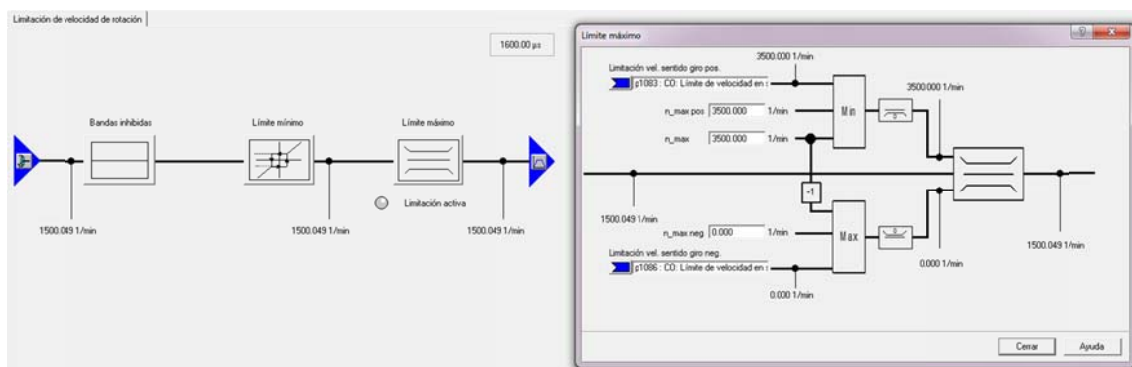 Limitación de velocidad de rotación
1600.00 µs
Bandas inhibidas
Límite mínimo
Límite máximo
Limitación activa
1500.049 1/min
1500.049 1/min
1500.049 1/min
Límite máximo
3500.000 1/min
Limitación vel. sentido giro pos.
p1083 : CO: Límite de velocidad en s
n_max pos 3500.000 1/min
Min
3500.000 1/min
n_max 3500.000 1/min
-1
1500.049 1/min
n_max neg 0.000 1/min
Max
Limitación vel. sentido giro neg.
p1086 : CO: Límite de velocidad en s
0.000 1/min
0.000 1/min
1500.049 1/min
Cerrar
Ayuda